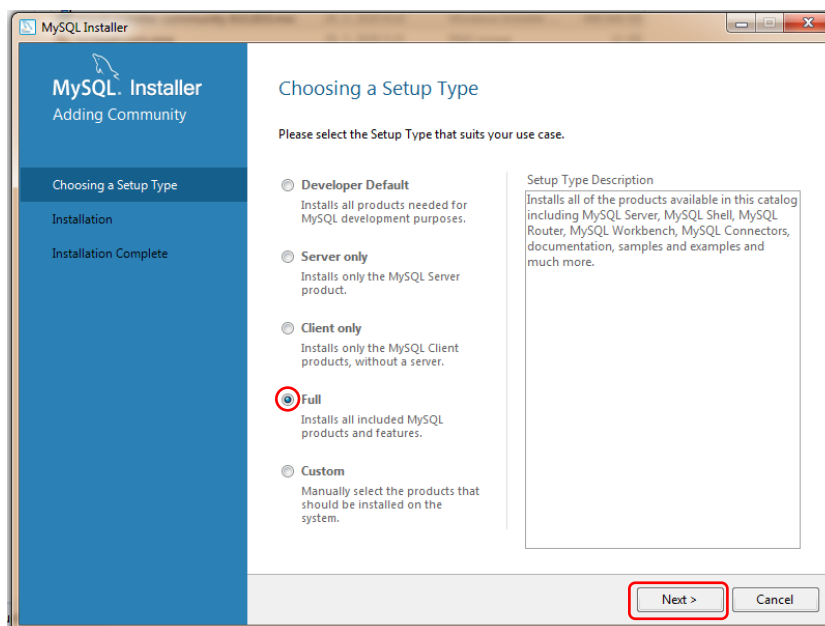 MySQL Installer
MySQL. Installer
Adding Community
Choosing a Setup Type
Installation
Installation Complete
Choosing a Setup Type
Please select the Setup Type that suits your use case.
Developer Default
Installs all products needed for
MySQL development purposes.
Server only
Installs only the MySQL Server
product.
Client only
Installs only the MySQL Client
products, without a server.
Full
Installs all included MySQL
products and features.
Custom
Manually select the products that
should be installed on the
system.
Setup Type Description
Installs all of the products available in this catalog
including MySQL Server, MySQL Shell, MySQL
Router, MySQL Workbench, MySQL Connectors,
documentation, samples and examples and
much more.
Next >
Cancel